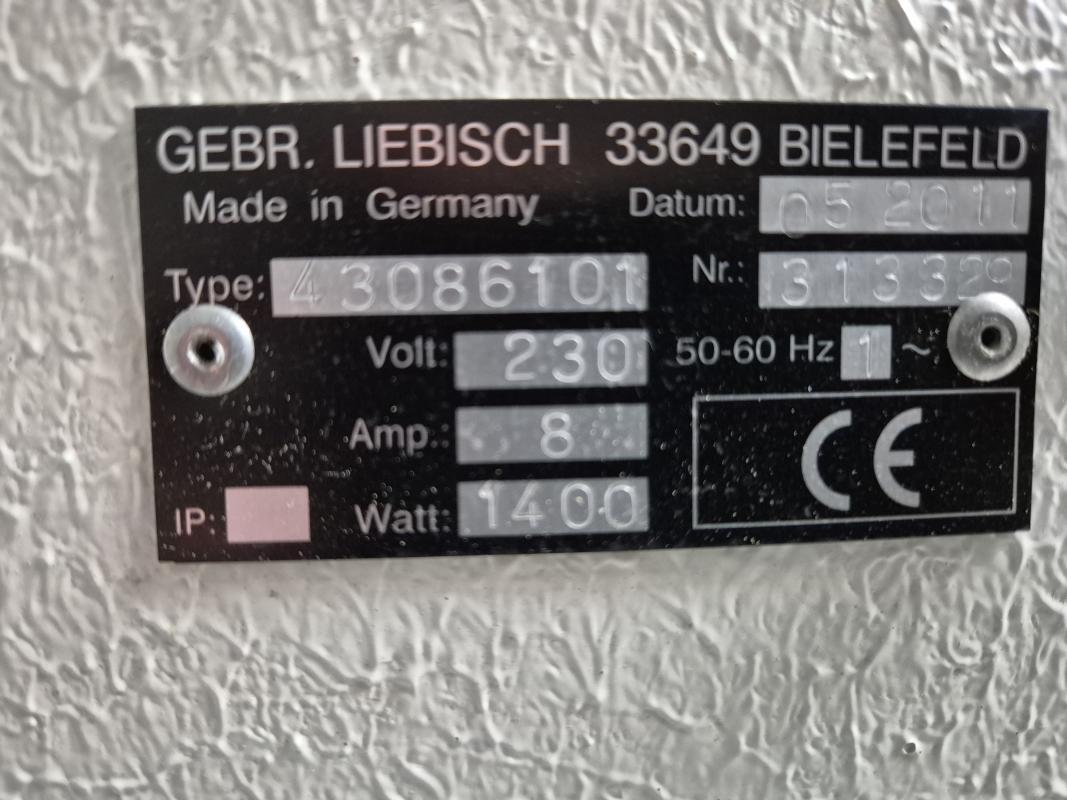 GEBR. LIEBISCH 33649 BIELEFELD
Made in Germany Datum: 05 2011
Type: 43086101 Nr.: 313329
Volt: 230 50-60 Hz 1 ~
Amp.: 8 CE
IP: Watt: 1400